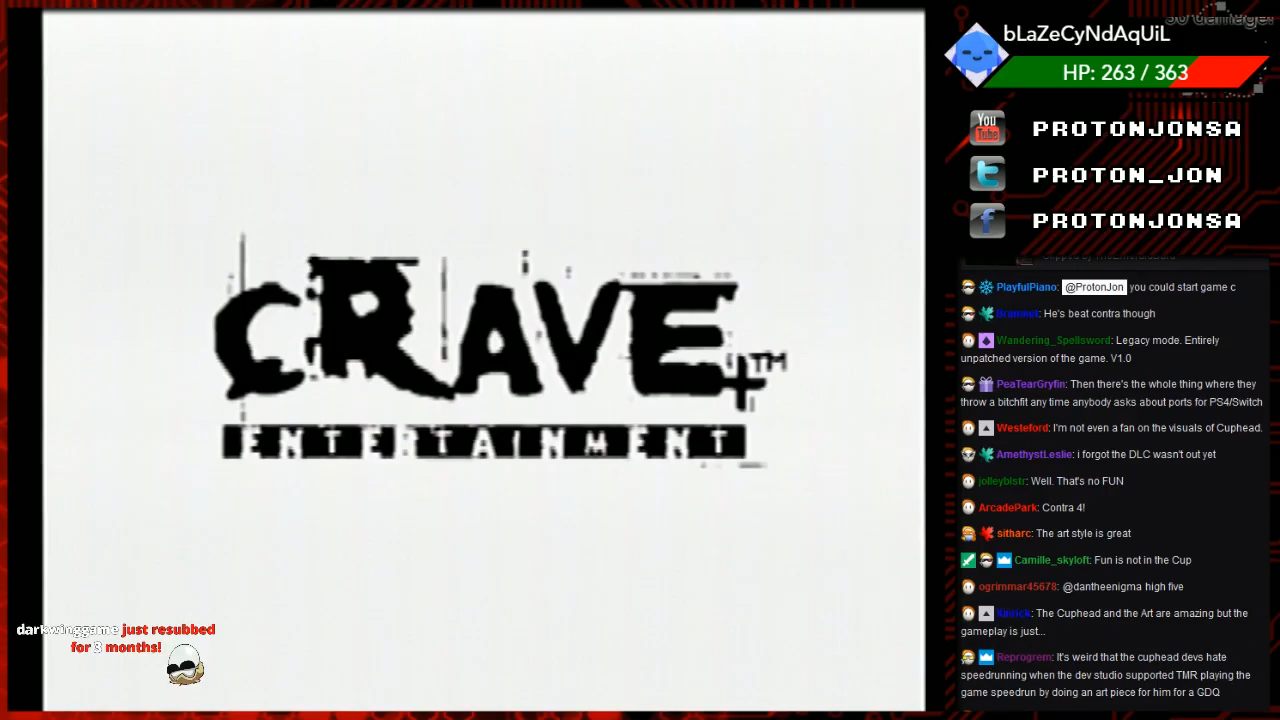 CRAVE
TM
ENTERTAINMENT
darkwinggame just resubbed
for 3 months!
bLaZeCyNdAqUiL
HP: 263 / 363
You
Tube
PROTONJONSA
PROTON_JON
PROTONJONSA
PlayfulPiano: @ProtonJon you could start game c
He's beat contra though
Wandering_Spellsword: Legacy mode. Entirely
unpatched version of the game. V1.0
PeaTearGryfin: Then there's the whole thing where they
throw a bitchfit any time anybody asks about ports for PS4/Switch
Westeford: I'm not even a fan on the visuals of Cuphead.
AmethystLeslie: i forgot the DLC wasn't out yet
jolleyblstr: Well. That's no FUN
ArcadePark: Contra 4!
sitharc: The art style is great
Camille_skyloft: Fun is not in the Cup
ogrimmar45678: @dantheenigma high five
The Cuphead and the Art are amazing but the
gameplay is just...
Reprogrem: It's weird that the cuphead devs hate
speedrunning when the dev studio supported TMR playing the
game speedrun by doing an art piece for him for a GDQ